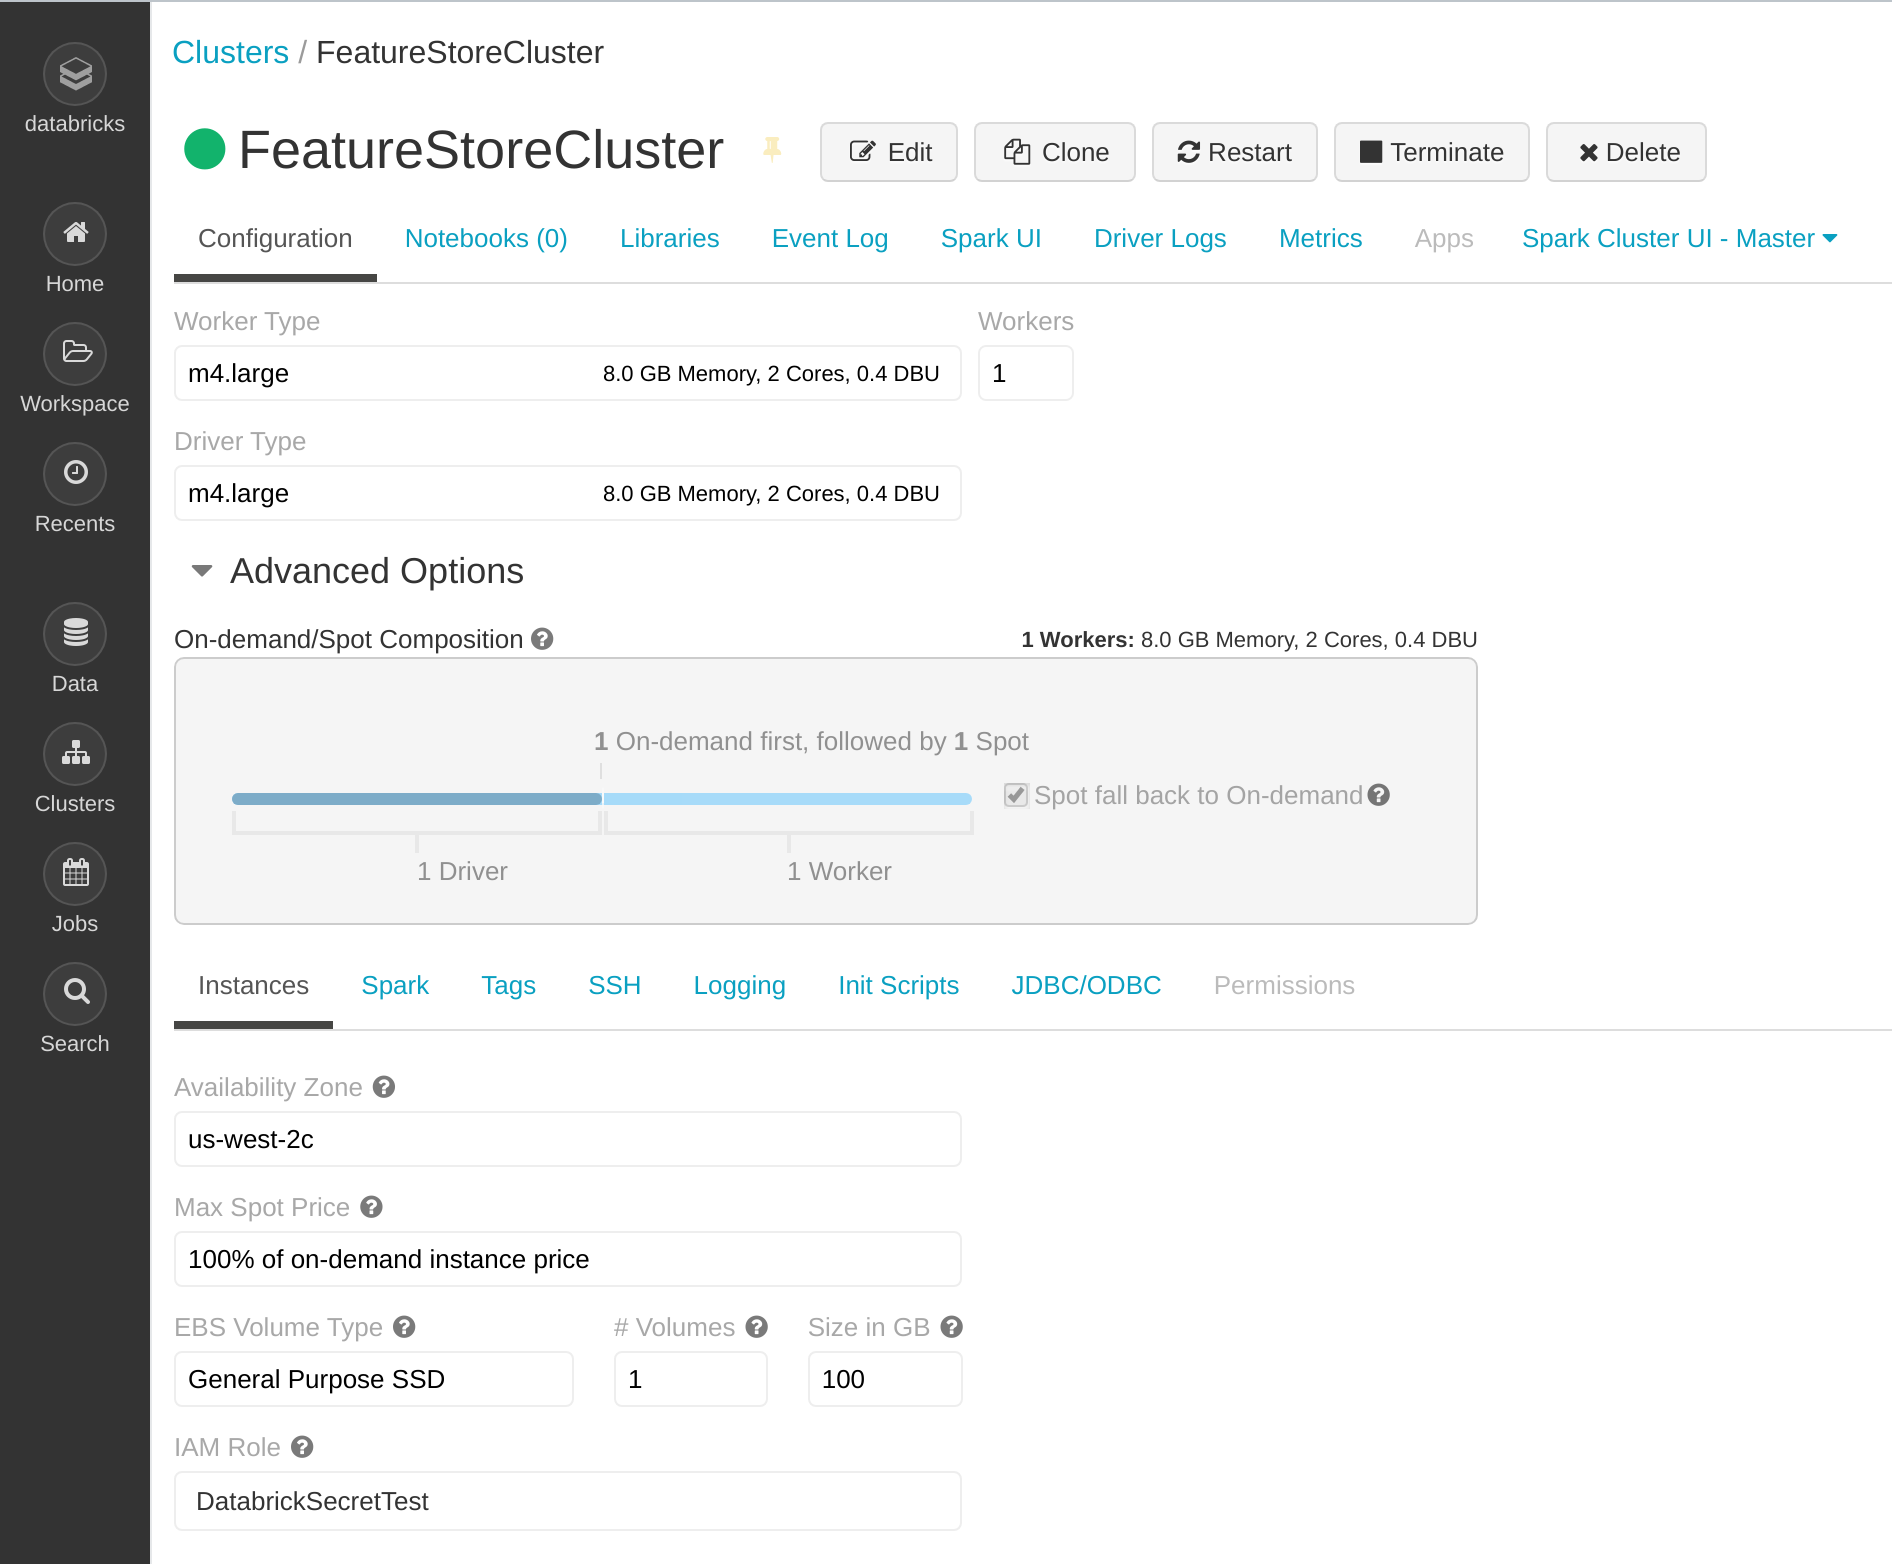 databricks
Home
Workspace
Recents
Data
Clusters
Jobs
Search
Clusters / FeatureStoreCluster
FeatureStoreCluster Edit Clone Restart Terminate Delete
Configuration Notebooks (0) Libraries Event Log Spark UI Driver Logs Metrics Apps Spark Cluster UI - Master
Worker Type Workers
m4.large 8.0 GB Memory, 2 Cores, 0.4 DBU 1
Driver Type
m4.large 8.0 GB Memory, 2 Cores, 0.4 DBU
Advanced Options
On-demand/Spot Composition ? 1 Workers: 8.0 GB Memory, 2 Cores, 0.4 DBU
1 On-demand first, followed by 1 Spot
Spot fall back to On-demand ?
1 Driver 1 Worker
Instances Spark Tags SSH Logging Init Scripts JDBC/ODBC Permissions
Availability Zone ?
us-west-2c
Max Spot Price ?
100% of on-demand instance price
EBS Volume Type ? # Volumes ? Size in GB ?
General Purpose SSD 1 100
IAM Role ?
DatabrickSecretTest